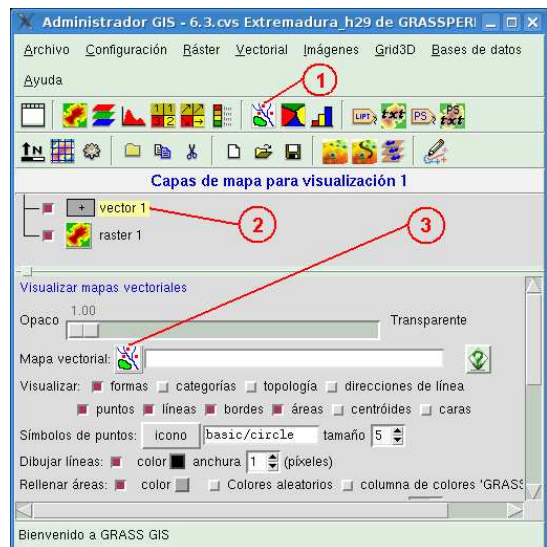 Administrador GIS - 6.3.cvs Extremadura_h29 de GRASSPERI
Archivo Configuración Ráster Vectorial Imágenes Grid3D Bases de datos
Ayuda
1
LIPT txt PS PS txt
N
Capas de mapa para visualización 1
vector 1
2
3
raster 1
Visualizar mapas vectoriales
1.00
Opaco Transparente
Mapa vectorial:
Visualizar: formas categorías topología direcciones de línea
puntos líneas bordes áreas centróides caras
Símbolos de puntos: icono basic/circle tamaño 5
Dibujar líneas: color anchura 1 (píxeles)
Rellenar áreas: color Colores aleatorios columna de colores 'GRASS
Bienvenido a GRASS GIS